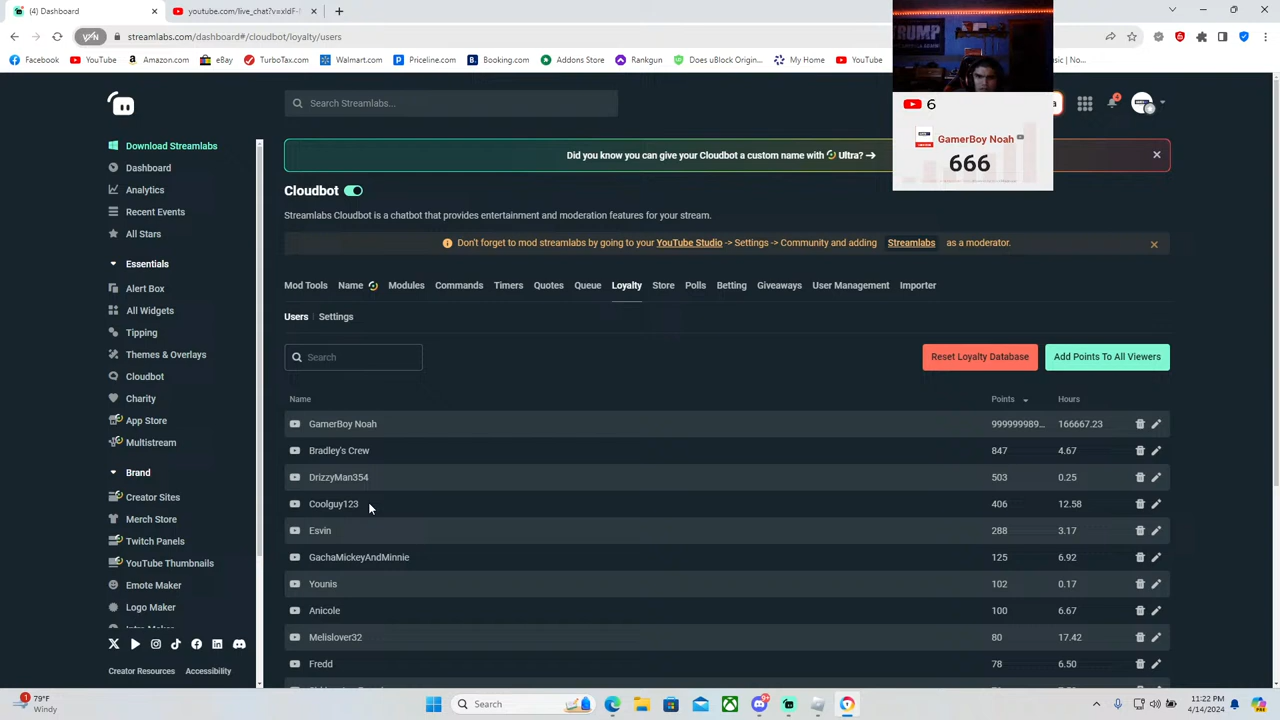 (4) Dashboard
youtube.com/live_chat?v=xIdF-
VPN
streamlabs.com/dashboard#/cloudbot/loyalty/users
Facebook
YouTube
Amazon.com
eBay
TurboTax.com
Walmart.com
Priceline.com
Booking.com
Addons Store
Rankgun
Does uBlock Origin...
My Home
YouTube
TRUMP
6
GamerBoy Noah
666
Search Streamlabs...
4
Did you know you can give your Cloudbot a custom name with Ultra? →
Download Streamlabs
Dashboard
Analytics
Recent Events
All Stars
Essentials
Alert Box
All Widgets
Tipping
Themes & Overlays
Cloudbot
Charity
App Store
Multistream
Brand
Creator Sites
Merch Store
Twitch Panels
YouTube Thumbnails
Emote Maker
Logo Maker
Creator Resources Accessibility
Cloudbot
Streamlabs Cloudbot is a chatbot that provides entertainment and moderation features for your stream.
Don't forget to mod streamlabs by going to your YouTube Studio -> Settings -> Community and adding Streamlabs as a moderator.
Mod Tools Name Modules Commands Timers Quotes Queue Loyalty Store Polls Betting Giveaways User Management Importer
Users Settings
Search
Reset Loyalty Database
Add Points To All Viewers
Name Points Hours
GamerBoy Noah 999999989... 166667.23
Bradley's Crew 847 4.67
DrizzyMan354 503 0.25
Coolguy123 406 12.58
Esvin 288 3.17
GachaMickeyAndMinnie 125 6.92
Younis 102 0.17
Anicole 100 6.67
Melislover32 80 17.42
Fredd 78 6.50
1
79°F
Windy
Search
11:22 PM
4/14/2024